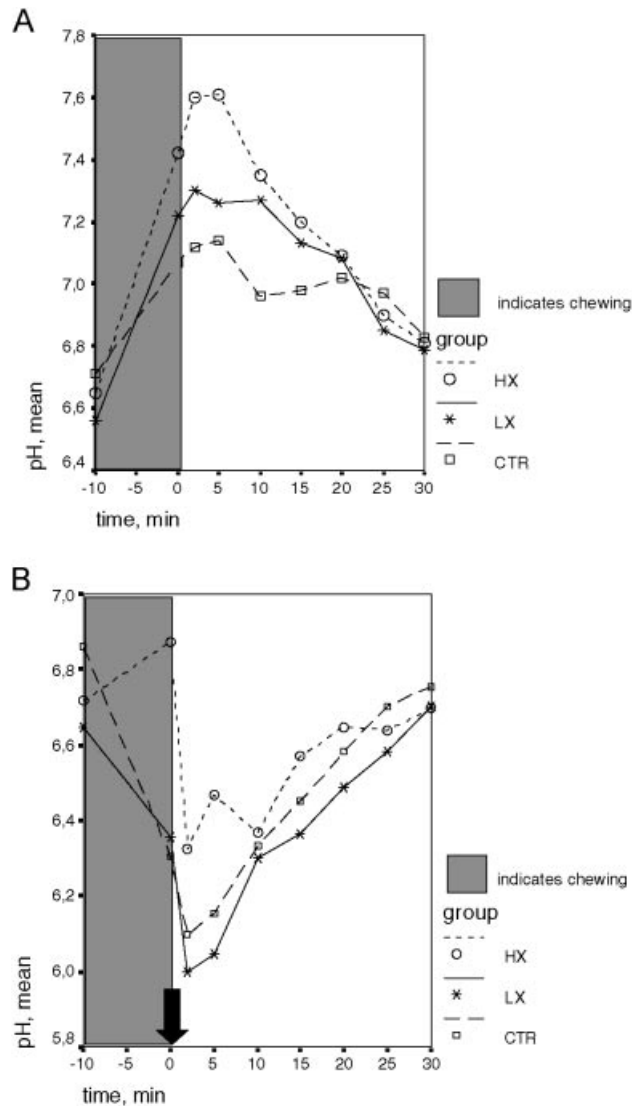 A
7,8
7,6
7,4
7,2
7,0
6,8
6,6
6,4
pH, mean
-10 -5 0 5 10 15 20 25 30
time, min
indicates chewing
group
HX
LX
CTR
B
7,0
6,8
6,6
6,4
6,2
6,0
5,8
pH, mean
-10 -5 0 5 10 15 20 25 30
time, min
indicates chewing
group
HX
LX
CTR